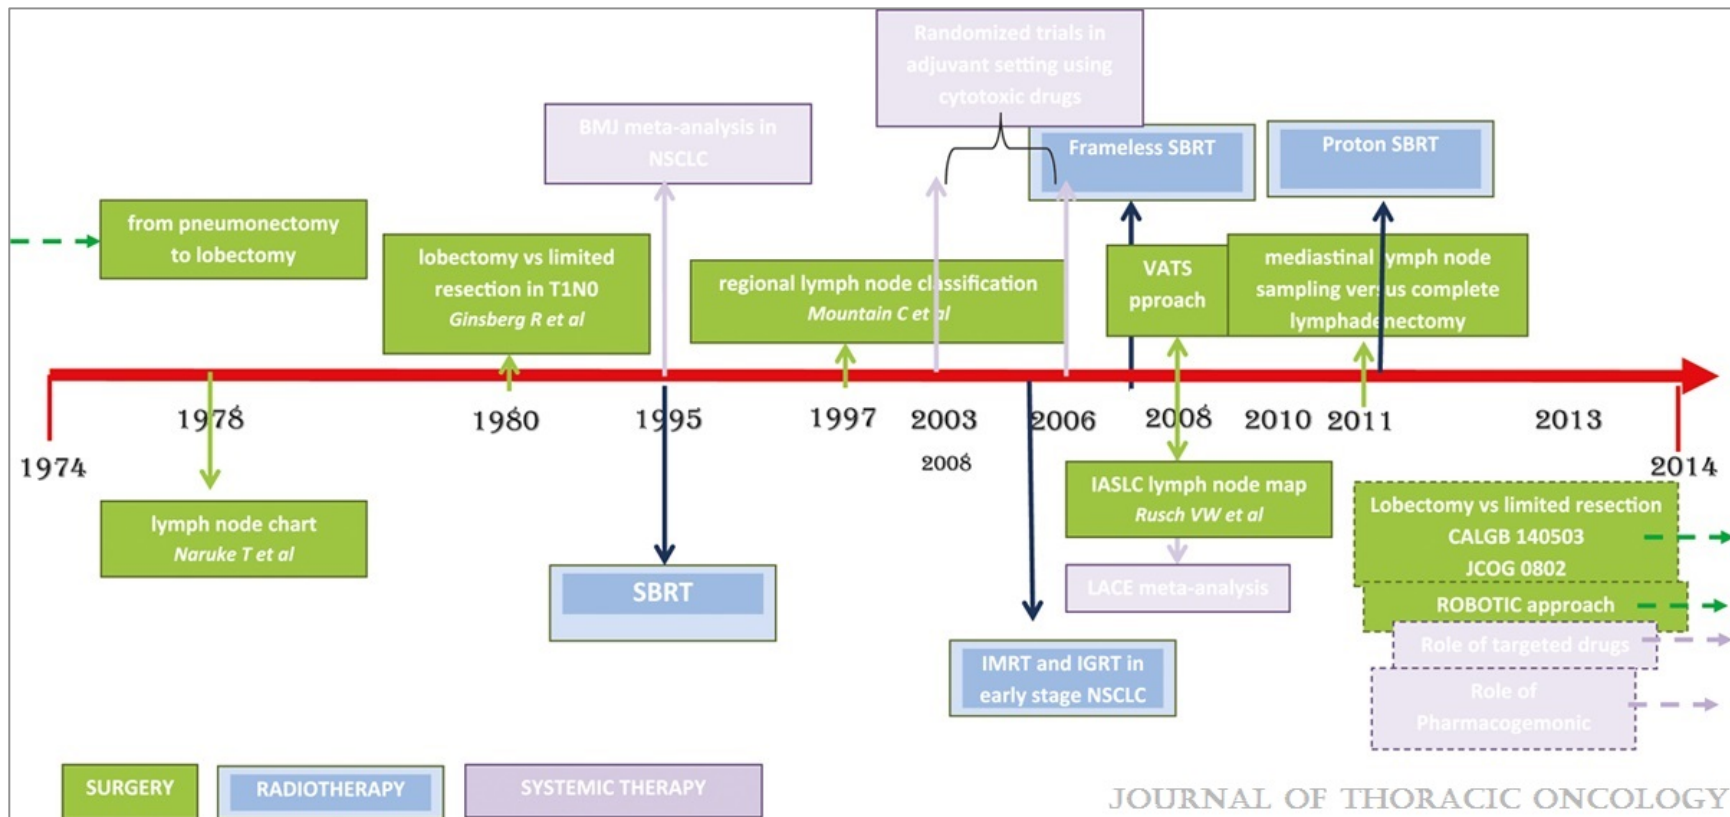 Randomized trials in
adjuvant setting using
cytotoxic drugs
BMJ meta-analysis in
NSCLC
Frameless SBRT
Proton SBRT
from pneumonectomy
to lobectomy
lobectomy vs limited
resection in T1N0
Ginsberg R et al
regional lymph node classification
Mountain C et al
VATS
pproach
mediastinal lymph node
sampling versus complete
lymphadenectomy
1974
1978
1980
1995
1997
2003
2008
2006
2008
2010
2011
2013
2014
lymph node chart
Naruke T et al
SBRT
IMRT and IGRT in
early stage NSCLC
IASLC lymph node map
Rusch VW et al
LACE meta-analysis
Lobectomy vs limited resection
CALGB 140503
JCOG 0802
ROBOTIC approach
Role of targeted drugs
Role of
Pharmacogemonic
SURGERY
RADIOTHERAPY
SYSTEMIC THERAPY
JOURNAL OF THORACIC ONCOLOGY